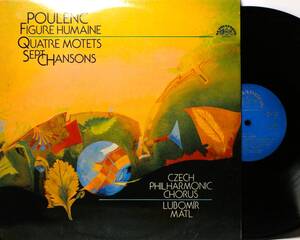 POULENC
FIGURE HUMAINE
QUATRE MOTETS
SEPT
CHANSONS
CZECH
PHILHARMONIC
CHORUS
LUBOMÍR
MÁTL